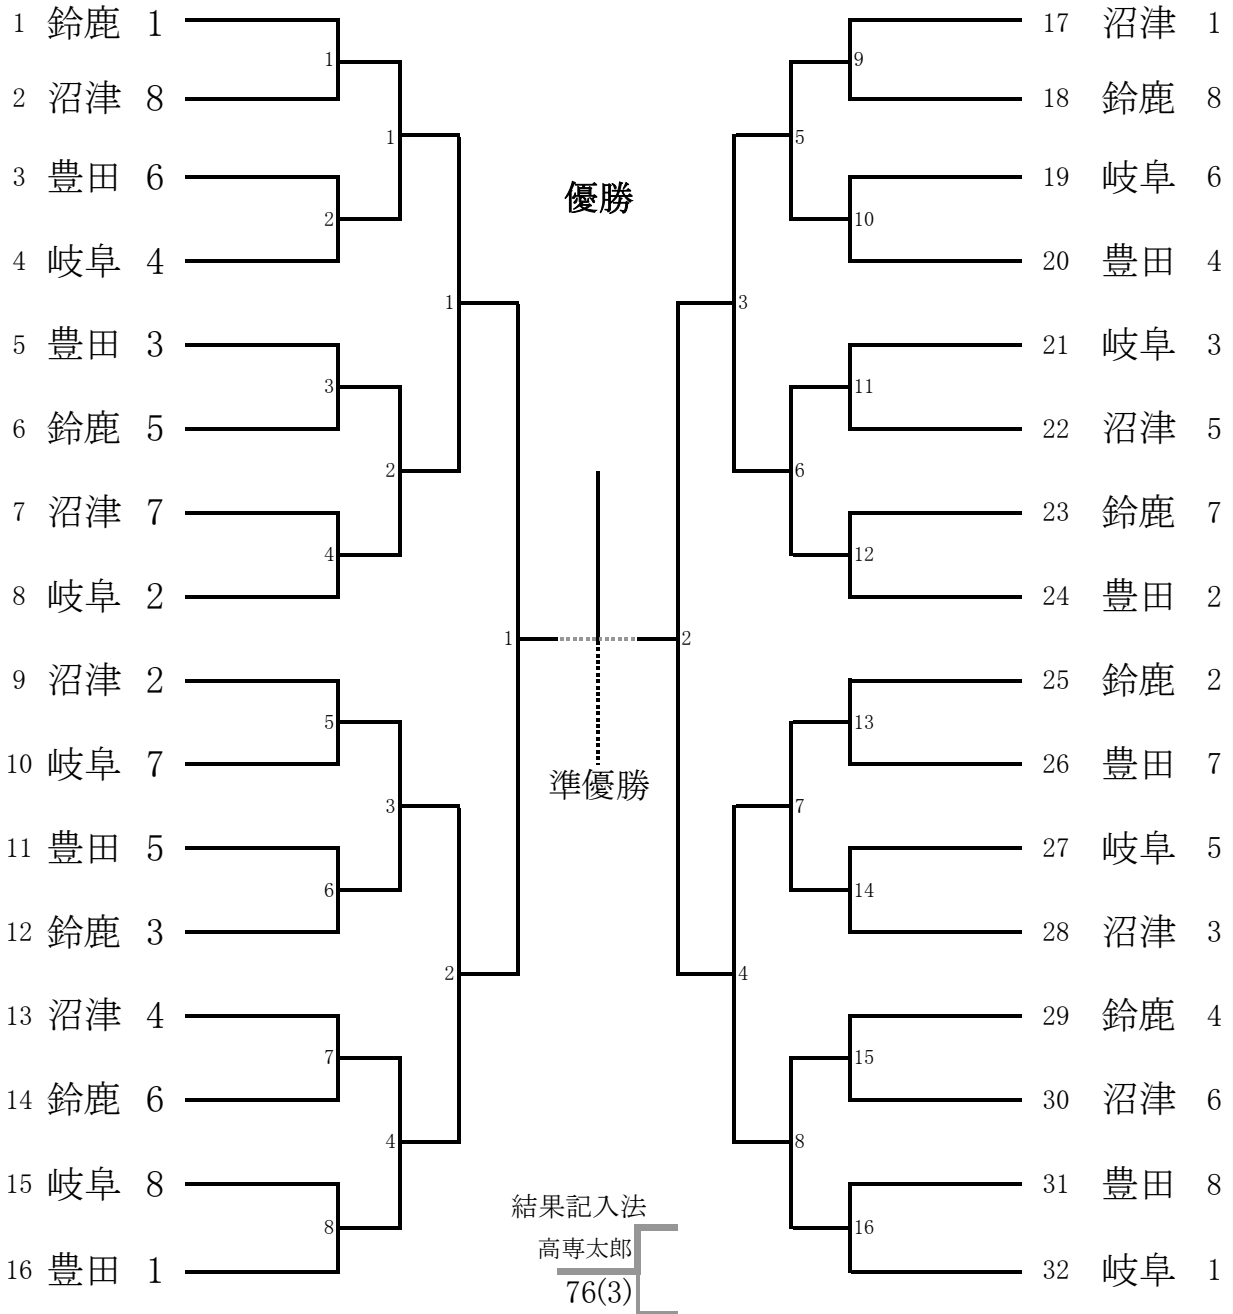 1 鈴鹿 1
2 沼津 8
3 豊田 6
4 岐阜 4
5 豊田 3
6 鈴鹿 5
7 沼津 7
8 岐阜 2
9 沼津 2
10 岐阜 7
11 豊田 5
12 鈴鹿 3
13 沼津 4
14 鈴鹿 6
15 岐阜 8
16 豊田 1
1
2
3
4
5
6
7
8
1
2
3
4
1
2
1
優勝
準優勝
結果記入法
高専太郎
76(3)
2
3
4
5
6
7
8
9
10
11
12
13
14
15
16
17 沼津 1
18 鈴鹿 8
19 岐阜 6
20 豊田 4
21 岐阜 3
22 沼津 5
23 鈴鹿 7
24 豊田 2
25 鈴鹿 2
26 豊田 7
27 岐阜 5
28 沼津 3
29 鈴鹿 4
30 沼津 6
31 豊田 8
32 岐阜 1